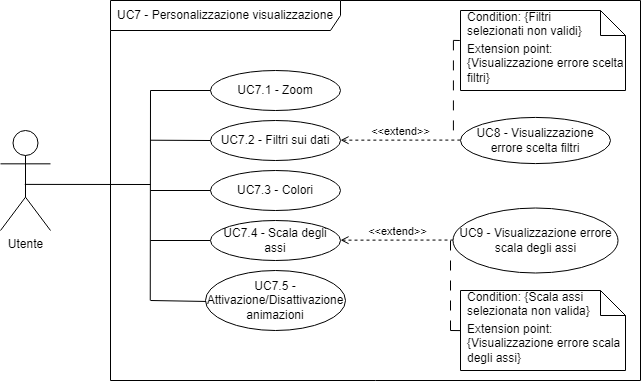 UC7 - Personalizzazione visualizzazione
Condition: {Filtri
selezionati non validi}
Extension point:
{Visualizzazione errore scelta
filtri}
UC7.1 - Zoom
UC7.2 - Filtri sui dati
<<extend>>
UC8 - Visualizzazione
errore scelta filtri
UC7.3 - Colori
Utente
UC7.4 - Scala degli
assi
<<extend>>
UC9 - Visualizzazione errore
scala degli assi
UC7.5 -
Attivazione/Disattivazione
animazioni
Condition: {Scala assi
selezionata non valida}
Extension point:
{Visualizzazione errore scala
degli assi}